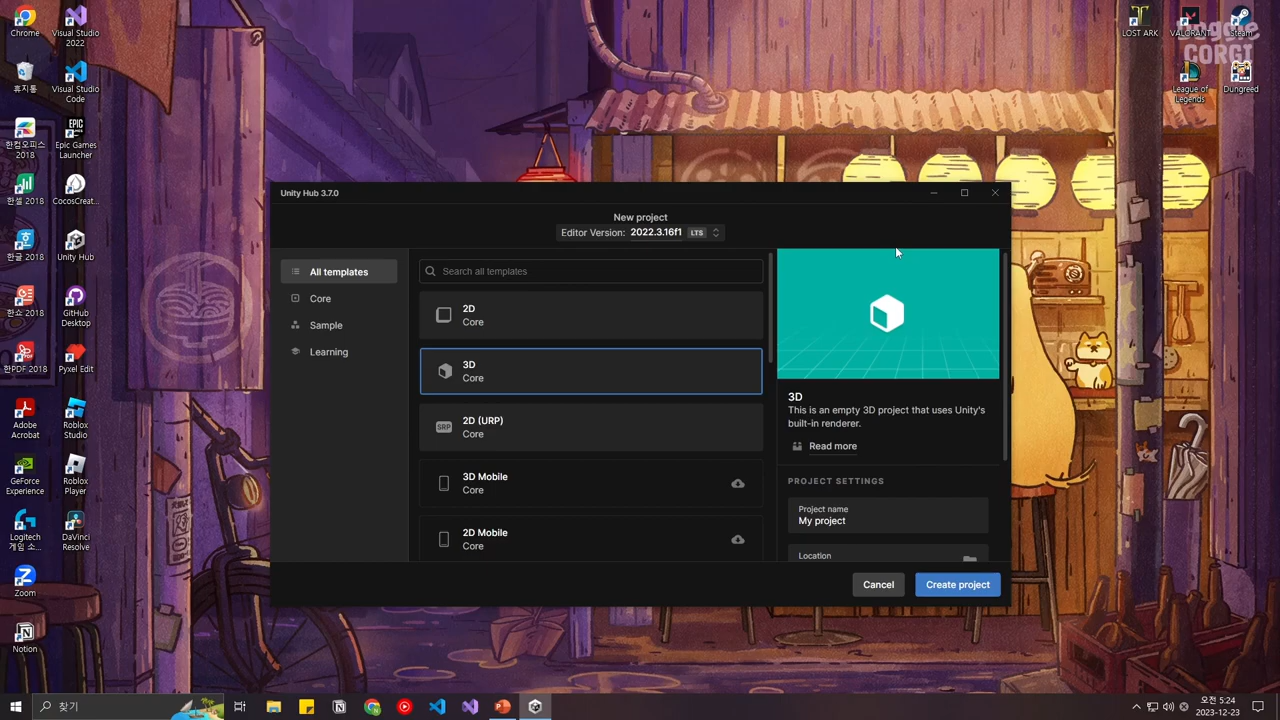 Chrome
Visual Studio
2022
휴지통
Visual Studio
Code
한컴오피스
2018
Epic Games
Launcher
한셀 2018
CocosCreat...
한글 2018
Unity Hub
한쇼 2018
GitHub
Desktop
한PDF 2018
Pyxel Edit
Adobe
Acrobat
Roblox
Studio
GeForce
Experience
Roblox
Player
Logitech
게임 소...
DaVinci
Resolve
Zoom
Notion
LOST ARK
VALORANT
Steam
Doggie
CORGI
League of
Legends
Dungreed
Unity Hub 3.7.0
New project
Editor Version: 2022.3.16f1 LTS
All templates
Core
Sample
Learning
Search all templates
2D
Core
3D
Core
2D (URP)
SRP
Core
3D Mobile
Core
2D Mobile
Core
3D
This is an empty 3D project that uses Unity's
built-in renderer.
Read more
PROJECT SETTINGS
Project name
My project
Location
Cancel
Create project
찾기
오전 5:24
2023-12-23